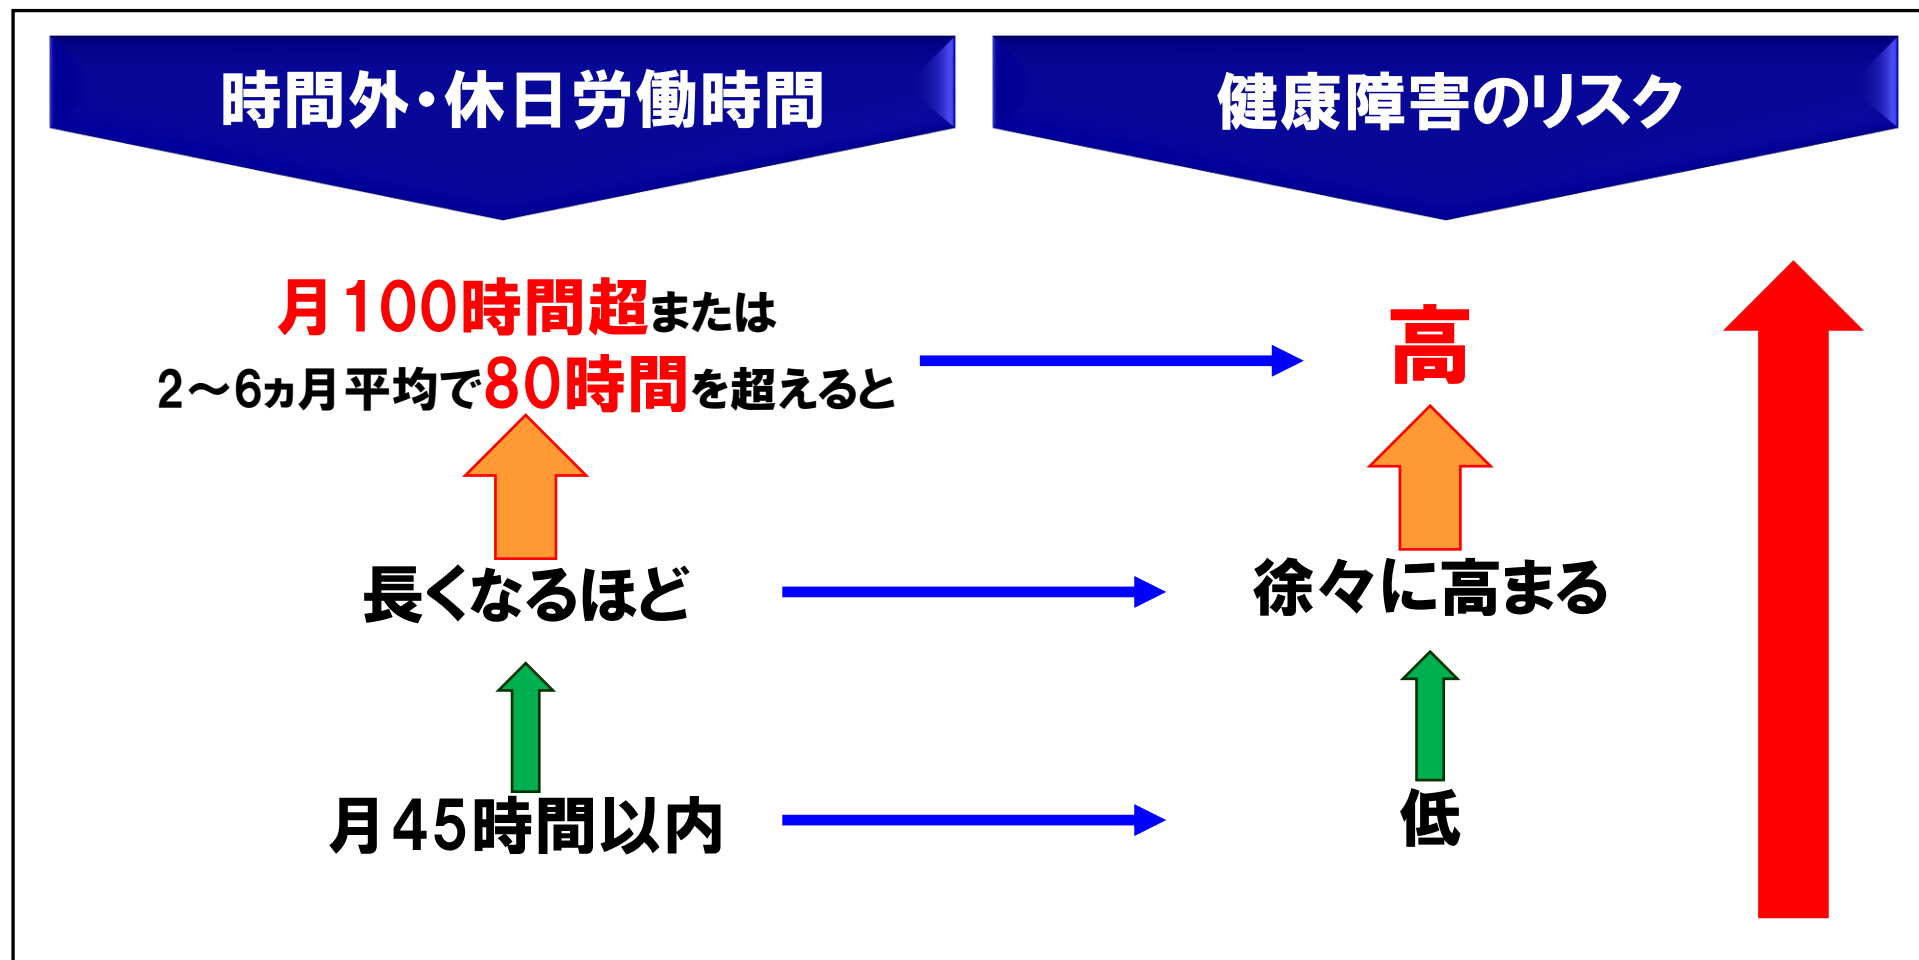 時間外・休日労働時間
健康障害のリスク
月100時間超または
2～6ヵ月平均で80時間を超えると
高
長くなるほど
徐々に高まる
月45時間以内
低